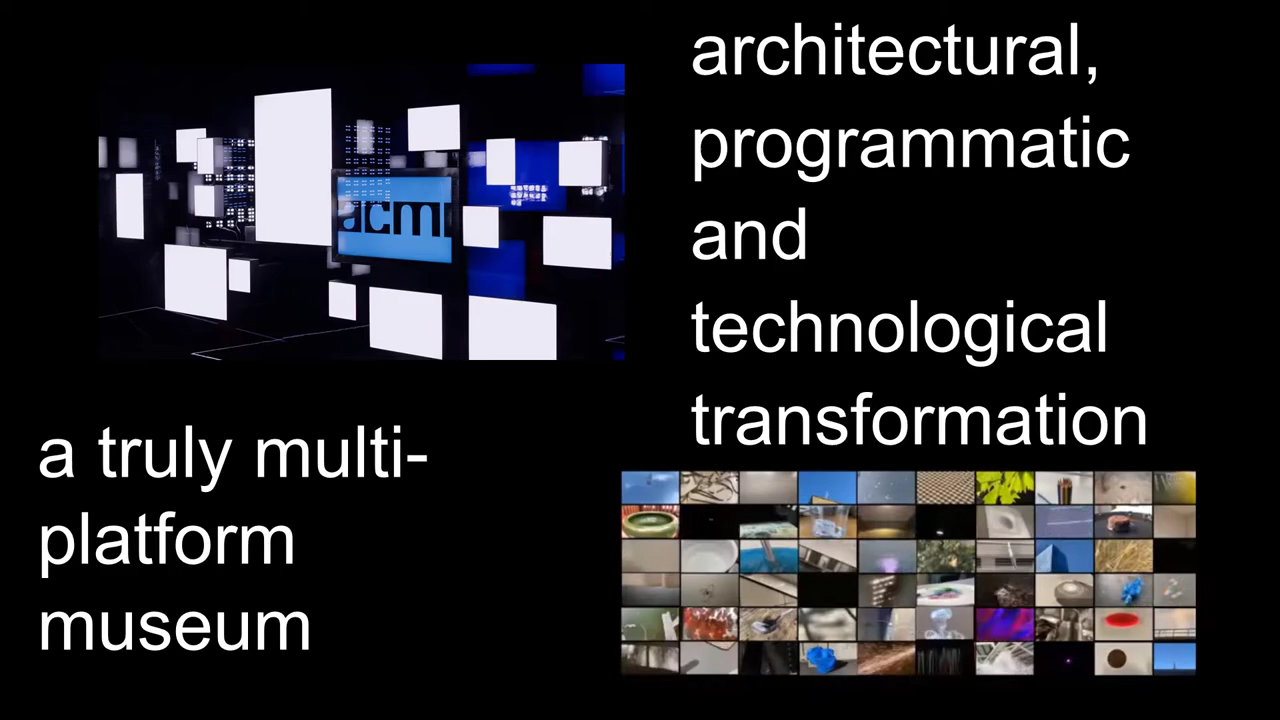 architectural,
programmatic
and
technological
transformation
acmi
a truly multi-
platform
museum